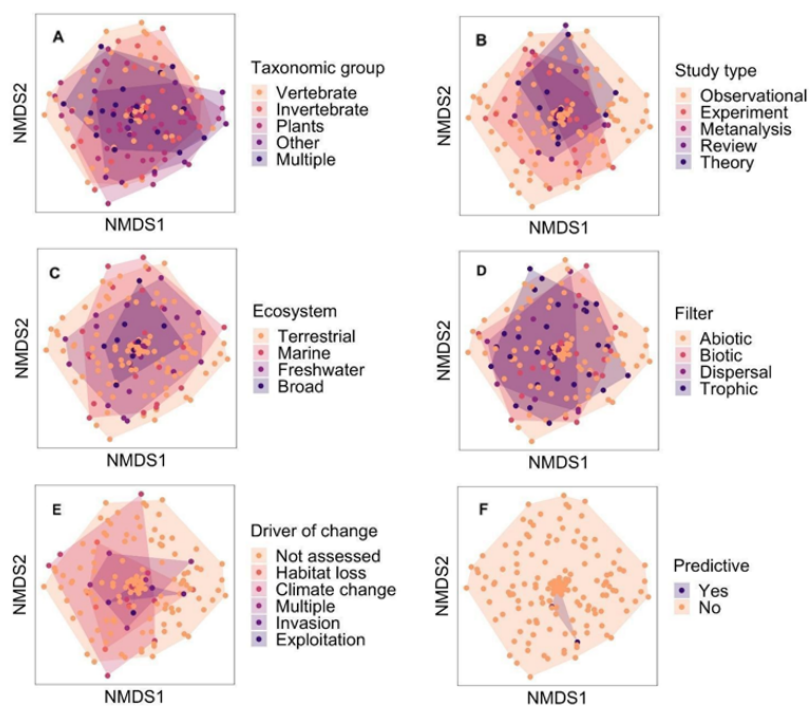 A
NMDS2
NMDS1
Taxonomic group
Vertebrate
Invertebrate
Plants
Other
Multiple
B
NMDS2
NMDS1
Study type
Observational
Experiment
Metanalysis
Review
Theory
C
NMDS2
NMDS1
Ecosystem
Terrestrial
Marine
Freshwater
Broad
D
NMDS2
NMDS1
Filter
Abiotic
Biotic
Dispersal
Trophic
E
NMDS2
NMDS1
Driver of change
Not assessed
Habitat loss
Climate change
Multiple
Invasion
Exploitation
F
NMDS2
NMDS1
Predictive
Yes
No